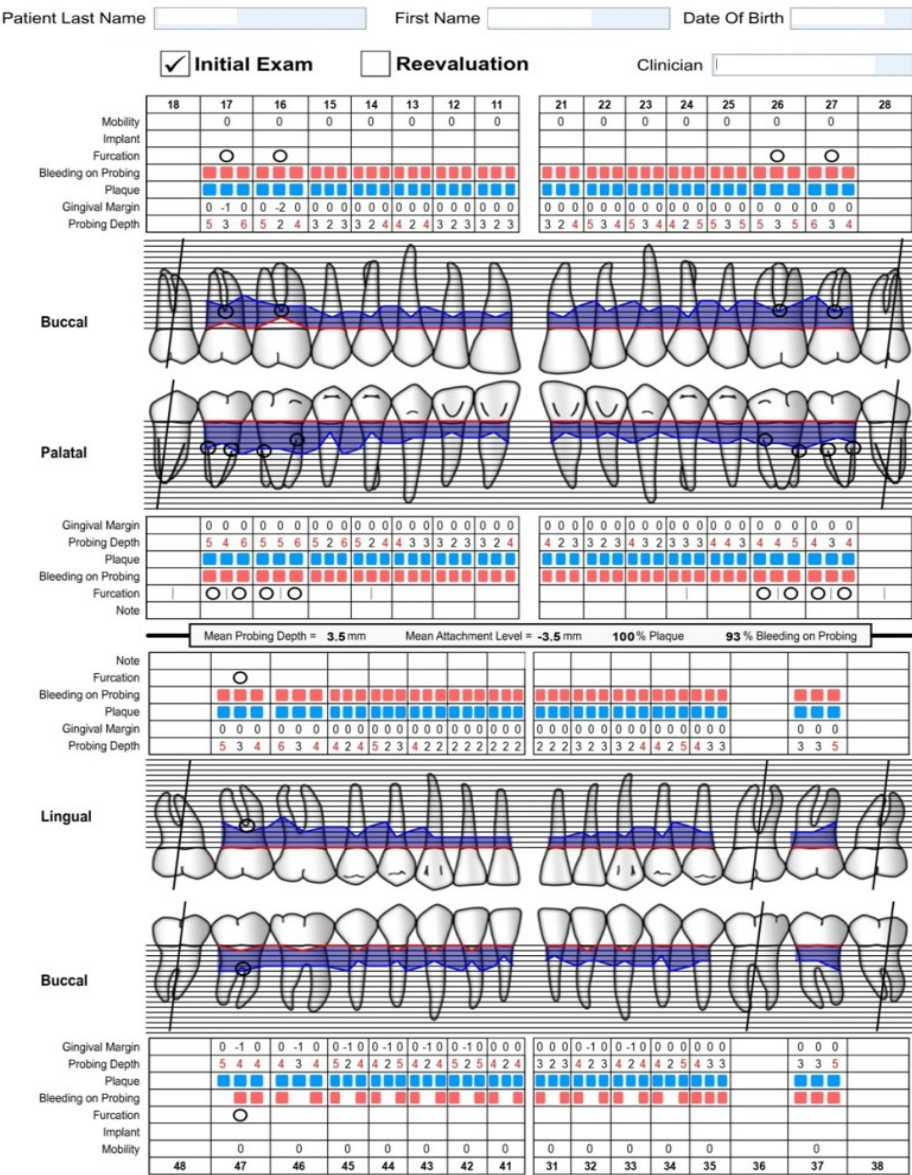 Patient Last Name First Name Date Of Birth
✓ Initial Exam Reevaluation Clinician
18 17 16 15 14 13 12 11 21 22 23 24 25 26 27 28
Mobility 0 0 0 0 0 0 0 0 0 0 0 0 0 0
Implant
Furcation
Bleeding on Probing
Plaque
Gingival Margin 0 -1 0 0 -2 0 0 0 0 0 0 0 0 0 0 0 0 0 0 0 0 0 0 0 0 0 0 0 0 0 0 0 0 0 0 0 0 0 0 0 0 0
Probing Depth 5 3 6 5 2 4 3 2 3 3 2 4 4 2 4 3 2 3 3 2 3 3 2 4 5 3 4 5 3 4 5 3 4 5 3 5 5 3 5 6 3 4
Buccal
Palatal
Gingival Margin 0 0 0 0 0 0 0 0 0 0 0 0 0 0 0 0 0 0 0 0 0 0 0 0 0 0 0 0 0 0 0 0 0 0 0 0 0 0 0 0 0 0
Probing Depth 5 4 6 5 5 6 5 2 6 5 2 4 4 3 3 3 2 3 3 2 4 4 2 3 3 2 3 4 3 2 3 3 3 4 4 3 4 4 5 4 3 4
Plaque
Bleeding on Probing
Furcation
Note
Mean Probing Depth = 3.5 mm Mean Attachment Level = -3.5 mm 100 % Plaque 93 % Bleeding on Probing
Note
Furcation
Bleeding on Probing
Plaque
Gingival Margin 0 0 0 0 0 0 0 0 0 0 0 0 0 0 0 0 0 0 0 0 0 0 0 0 0 0 0 0 0 0 0 0 0 0 0 0 0 0 0
Probing Depth 5 3 4 6 3 4 4 2 4 5 2 3 4 2 2 2 2 2 2 2 2 2 2 2 3 2 3 3 2 4 4 2 5 4 3 3 3 3 5
Lingual
Buccal
Gingival Margin 0 -1 0 0 -1 0 0 -1 0 0 -1 0 0 -1 0 0 -1 0 0 0 0 0 0 0 0 -1 0 0 -1 0 0 0 0 0 0 0 0 0 0
Probing Depth 5 4 4 4 3 4 5 2 4 4 2 5 4 2 4 5 2 5 4 2 4 3 2 3 4 2 3 4 2 4 4 2 5 4 3 3 3 3 5
Plaque
Bleeding on Probing
Furcation
Implant
Mobility 0 0 0 0 0 0 0 0 0 0 0 0 0
48 47 46 45 44 43 42 41 31 32 33 34 35 36 37 38